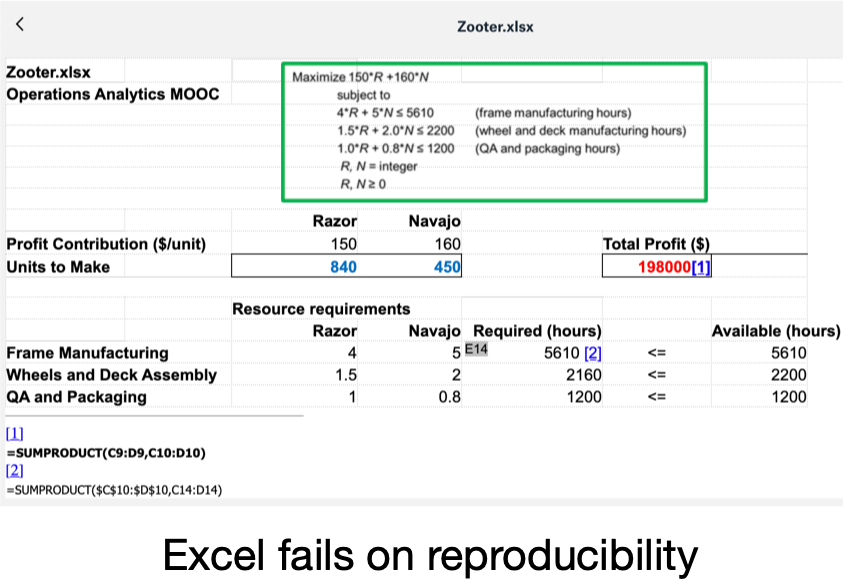 Zooter.xlsx
Zooter.xlsx
Operations Analytics MOOC
Maximize 150*R +160*N
subject to
4*R + 5*N ≤ 5610 (frame manufacturing hours)
1.5*R + 2.0*N ≤ 2200 (wheel and deck manufacturing hours)
1.0*R + 0.8*N ≤ 1200 (QA and packaging hours)
R, N = integer
R, N ≥ 0
Razor Navajo
Profit Contribution ($/unit) 150 160 Total Profit ($)
Units to Make 840 450 198000[1]
Resource requirements
Razor Navajo Required (hours) Available (hours)
Frame Manufacturing 4 5 E14 5610 [2] <= 5610
Wheels and Deck Assembly 1.5 2 2160 <= 2200
QA and Packaging 1 0.8 1200 <= 1200
[1]
=SUMPRODUCT(C9:D9,C10:D10)
[2]
=SUMPRODUCT($C$10:$D$10,C14:D14)
Excel fails on reproducibility